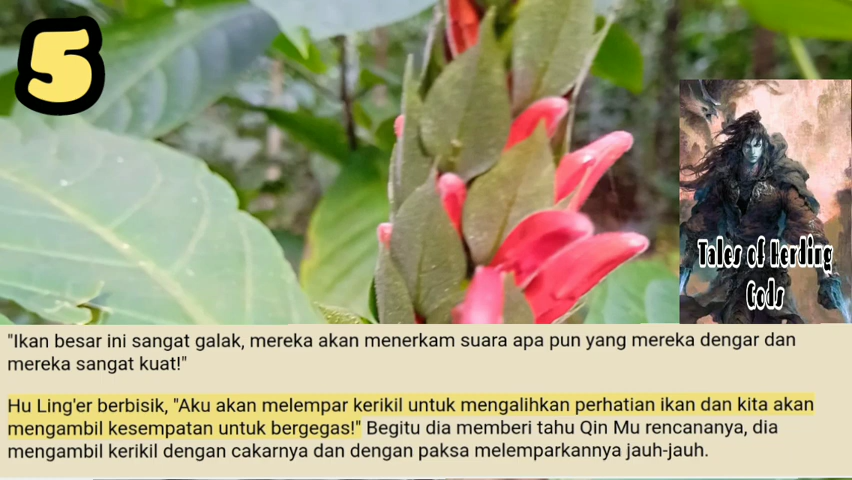 5
Tales of Herding
Gods
"Ikan besar ini sangat galak, mereka akan menerkam suara apa pun yang mereka dengar dan
mereka sangat kuat!"
Hu Ling'er berbisik, "Aku akan melempar kerikil untuk mengalihkan perhatian ikan dan kita akan
mengambil kesempatan untuk bergegas!" Begitu dia memberi tahu Qin Mu rencananya, dia
mengambil kerikil dengan cakarnya dan dengan paksa melemparkannya jauh-jauh.